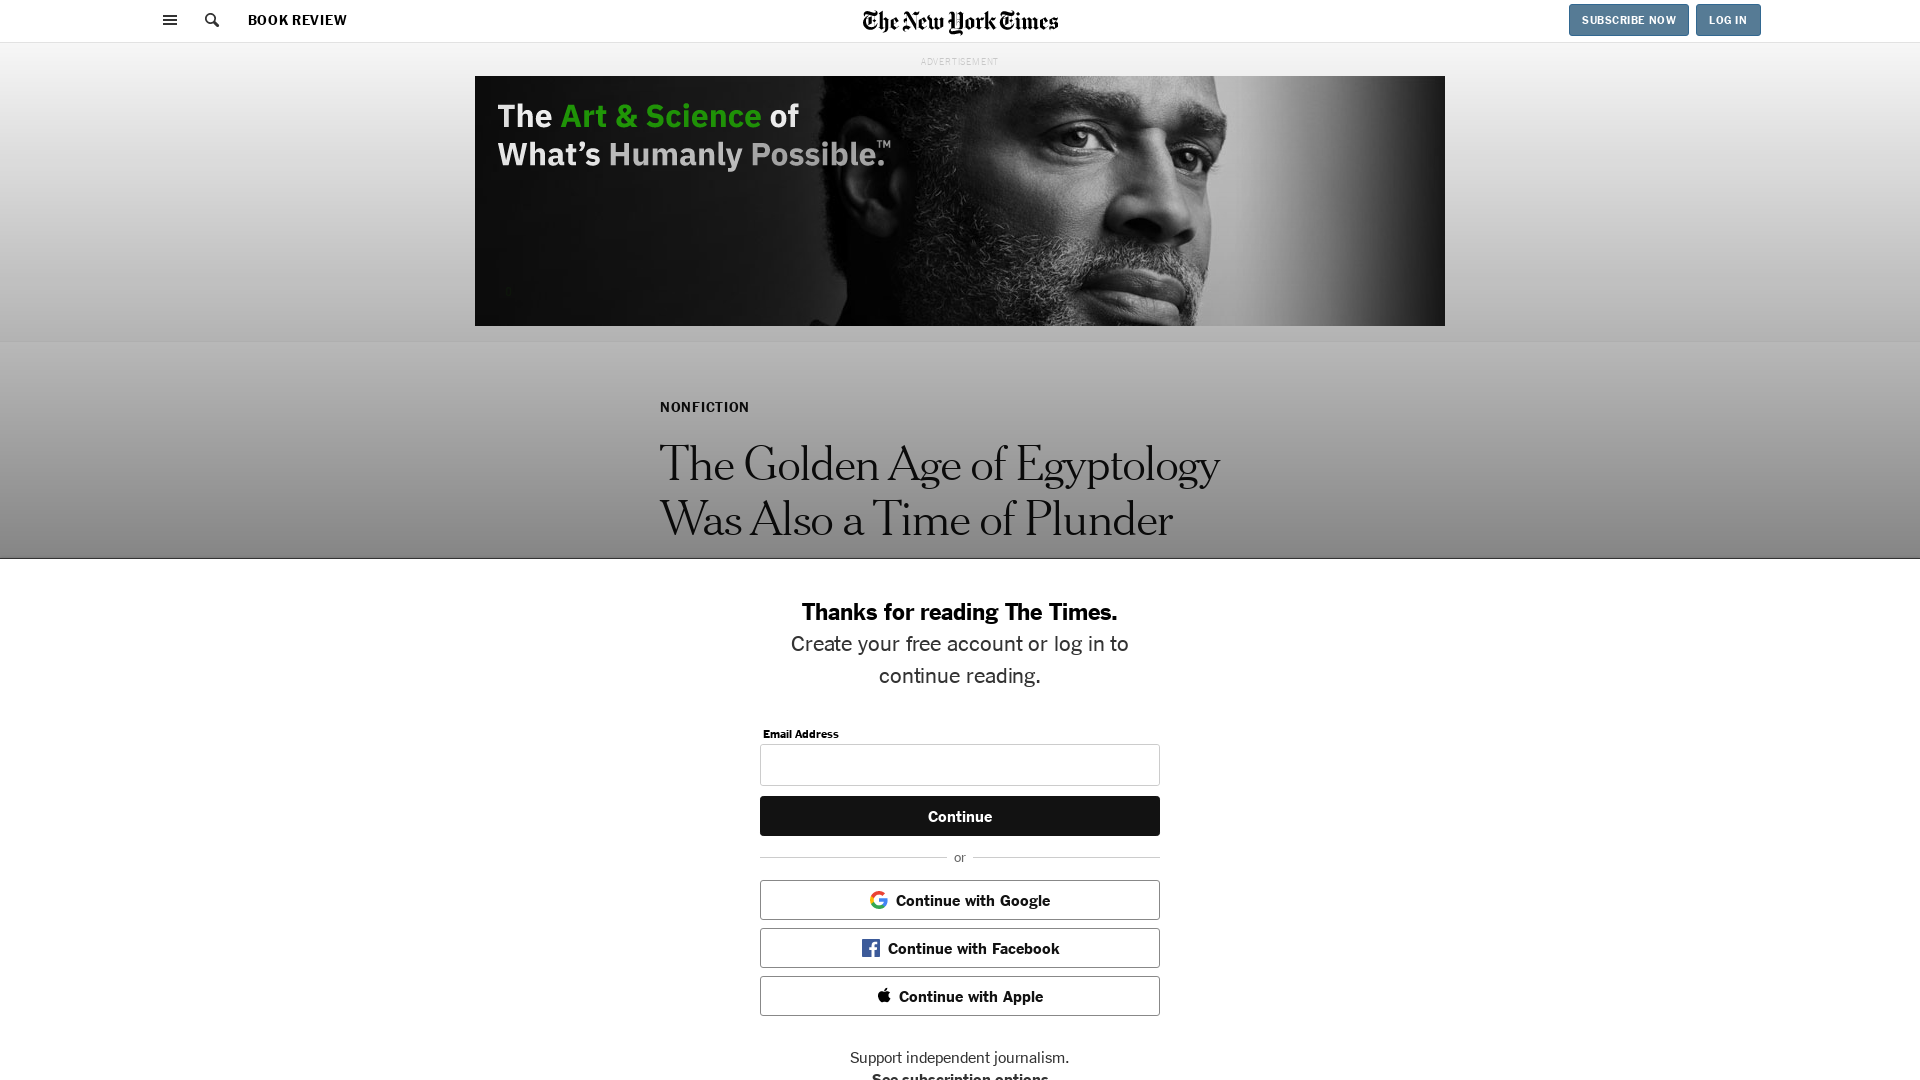 BOOK REVIEW
The New York Times
SUBSCRIBE NOW
LOG IN
ADVERTISEMENT
The Art & Science of
What's Humanly Possible.™
NONFICTION
The Golden Age of Egyptology
Was Also a Time of Plunder
Thanks for reading The Times.
Create your free account or log in to
continue reading.
Email Address
Continue
or
Continue with Google
Continue with Facebook
Continue with Apple
Support independent journalism.
See subscription options